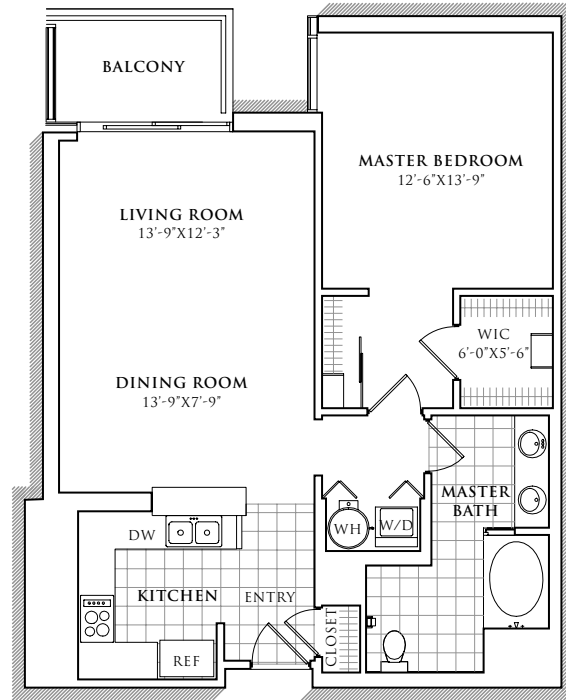 BALCONY
MASTER BEDROOM
12'-6"X13'-9"
LIVING ROOM
13'-9"X12'-3"
WIC
6'-0"X5'-6"
DINING ROOM
13'-9"X7'-9"
MASTER
BATH
WH
W/D
DW
KITCHEN
ENTRY
CLOSET
REF